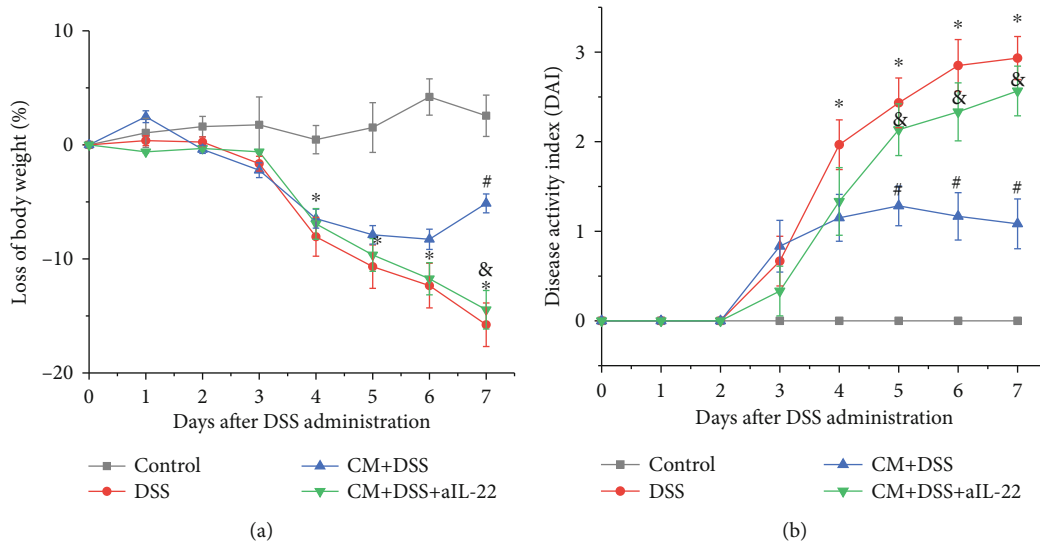 10
0
−10
−20
Loss of body weight (%)
*
*
*
&
*
#
0 1 2 3 4 5 6 7
Days after DSS administration
Control
CM+DSS
DSS
CM+DSS+aIL-22
(a)
3
2
1
0
Disease activity index (DAI)
* * * *
& & &
# # #
0 1 2 3 4 5 6 7
Days after DSS administration
Control
CM+DSS
DSS
CM+DSS+aIL-22
(b)